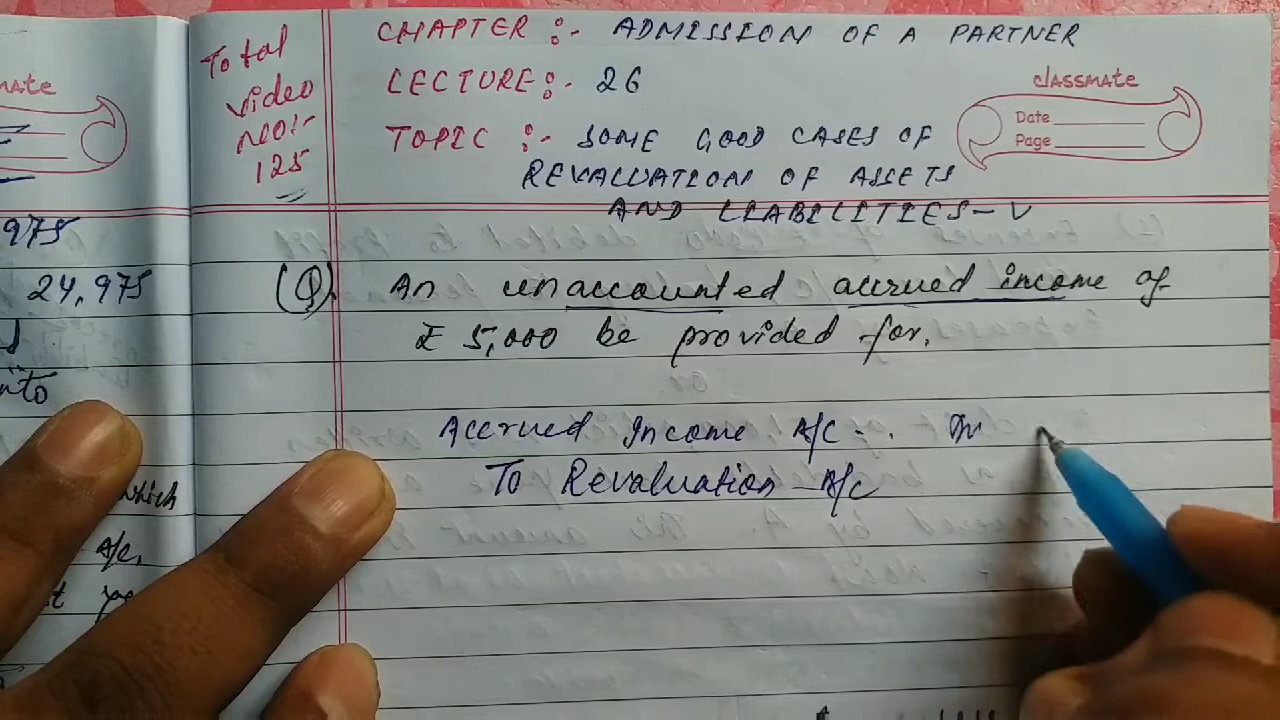 mate
975
24,975
nto
which
A/c,
Total
video
NO:-
125
CHAPTER :- ADMISSION OF A PARTNER
LECTURE:- 26
TOPIC :- SOME GOOD CASES OF
REVALUATION OF ASSETS
AND LIABILITIES-V
classmate
Date
Page
(Q). An unaccounted accrued income of
₹ 5,000 be provided for.
Accrued Income A/C - . Dr
To Revaluation A/C